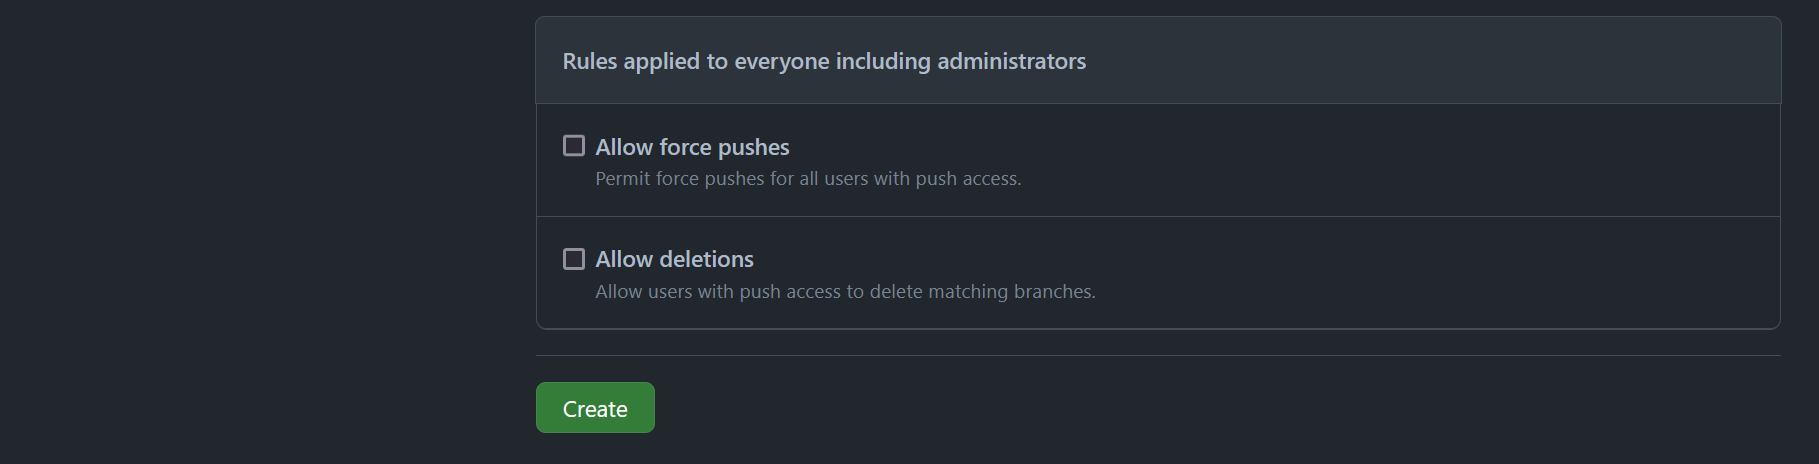 Rules applied to everyone including administrators
Allow force pushes
Permit force pushes for all users with push access.
Allow deletions
Allow users with push access to delete matching branches.
Create